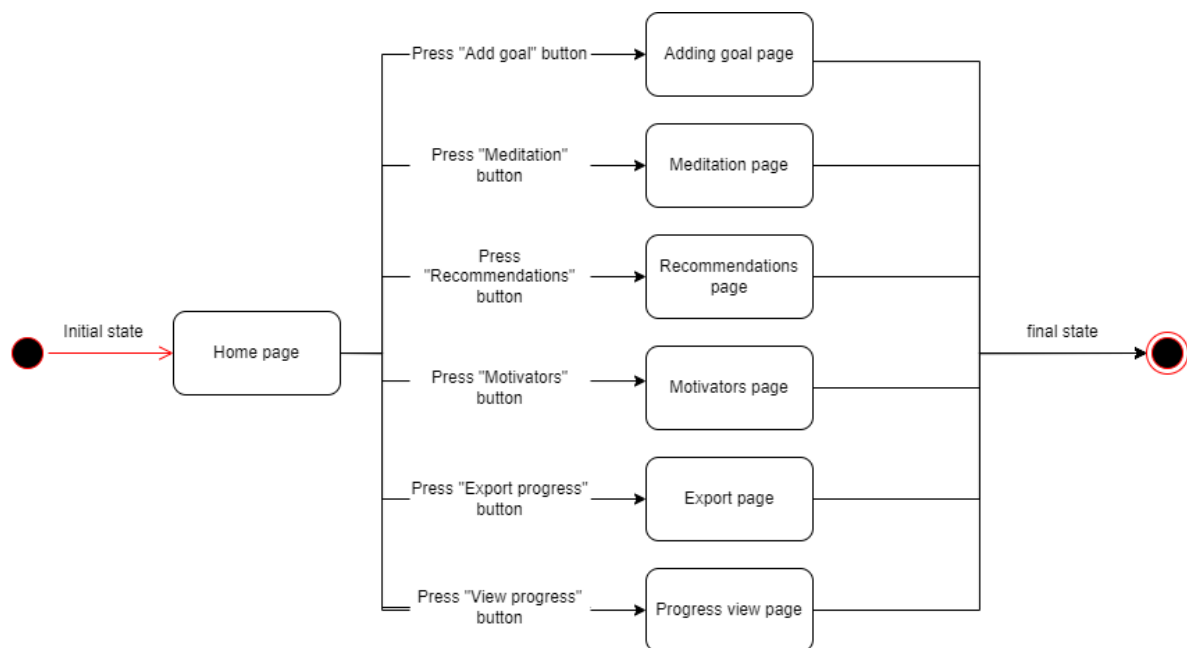 Press "Add goal" button
Adding goal page
Press "Meditation"
button
Meditation page
Press
"Recommendations"
button
Recommendations
page
Initial state
Home page
final state
Press "Motivators"
button
Motivators page
Press "Export progress"
button
Export page
Press "View progress"
button
Progress view page